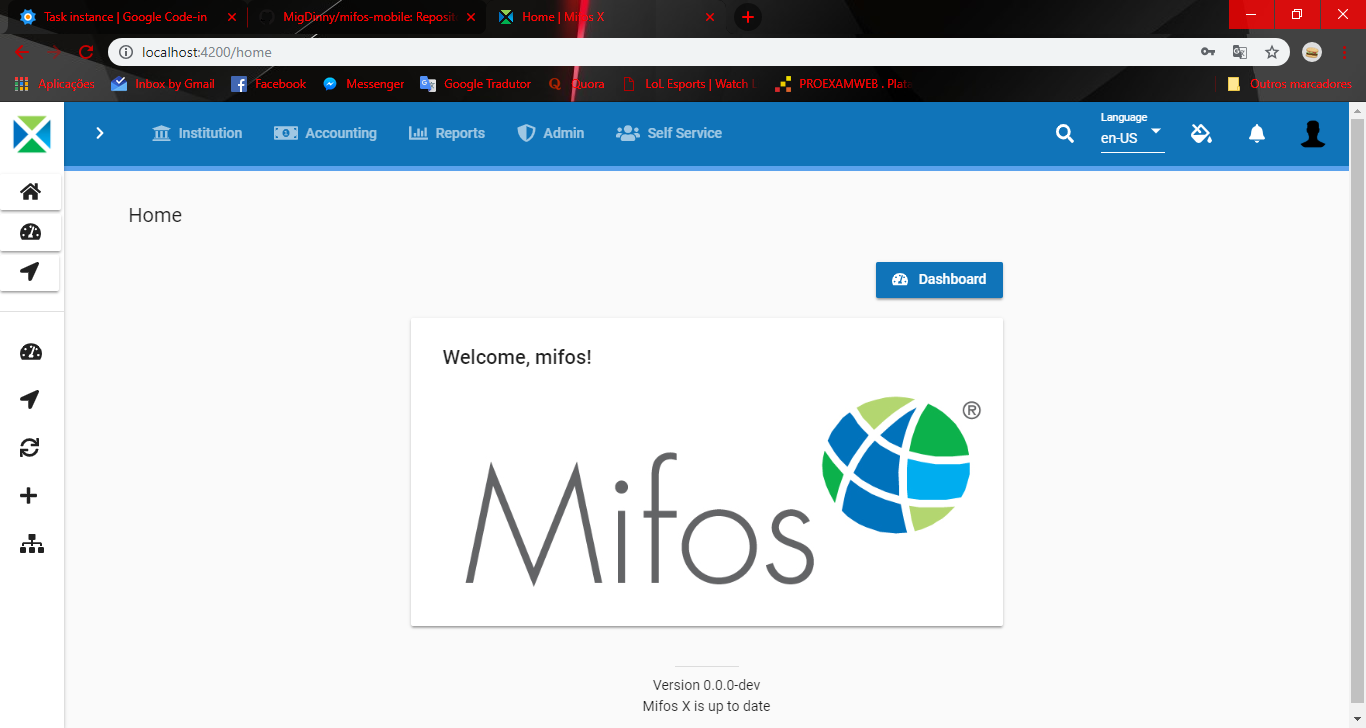 Task instance | Google Code-in
MigDinny/mifos-mobile: Reposit
Home | Mifos X
localhost:4200/home
Aplicações
Inbox by Gmail
Facebook
Messenger
Google Tradutor
Quora
LoL Esports | Watch L
PROEXAMWEB . Plate
Outros marcadores
Institution
Accounting
Reports
Admin
Self Service
Language
en-US
Home
Dashboard
Welcome, mifos!
Mifos ®
Version 0.0.0-dev
Mifos X is up to date